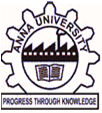 ANNA UNIVERSITY
PROGRESS THROUGH KNOWLEDGE